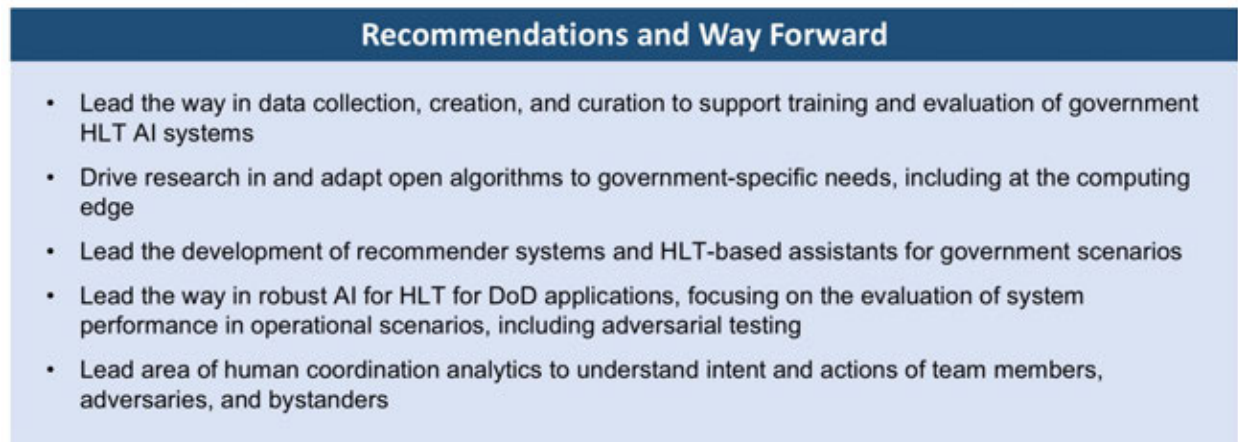 Recommendations and Way Forward
• Lead the way in data collection, creation, and curation to support training and evaluation of government
HLT AI systems
• Drive research in and adapt open algorithms to government-specific needs, including at the computing
edge
• Lead the development of recommender systems and HLT-based assistants for government scenarios
• Lead the way in robust AI for HLT for DoD applications, focusing on the evaluation of system
performance in operational scenarios, including adversarial testing
• Lead area of human coordination analytics to understand intent and actions of team members,
adversaries, and bystanders